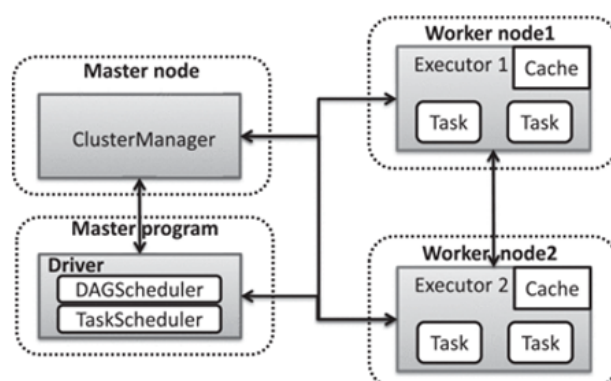 Master node
ClusterManager
Master program
Driver
DAGScheduler
TaskScheduler
Worker node1
Executor 1
Cache
Task Task
Worker node2
Executor 2
Cache
Task Task